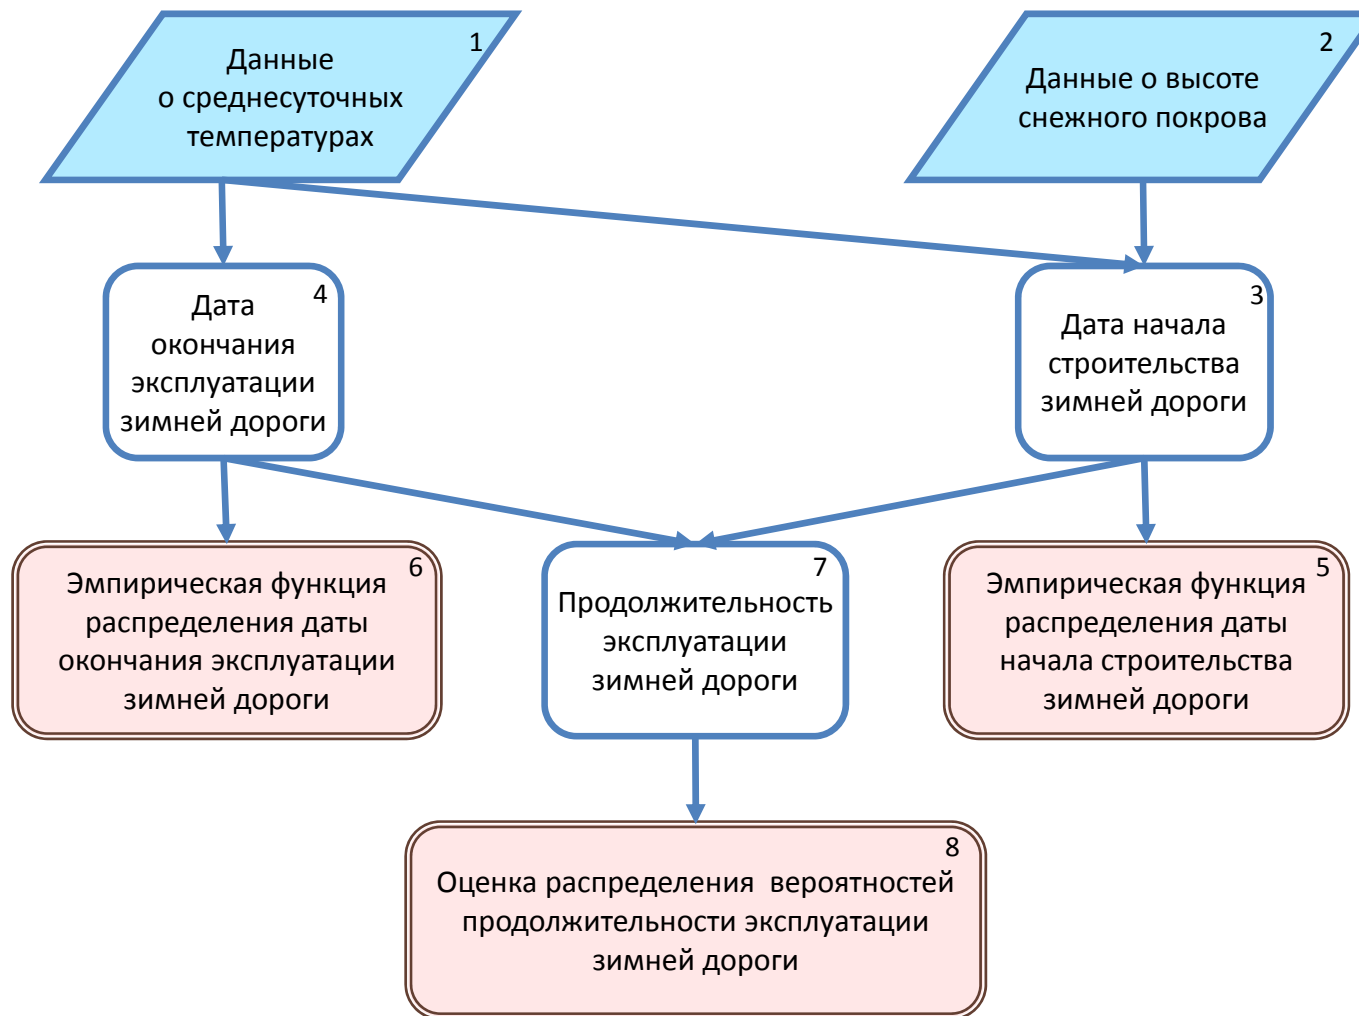 1
Данные
о среднесуточных
температурах
2
Данные о высоте
снежного покрова
4
Дата
окончания
эксплуатации
зимней дороги
3
Дата начала
строительства
зимней дороги
6
Эмпирическая функция
распределения даты
окончания эксплуатации
зимней дороги
7
Продолжительность
эксплуатации
зимней дороги
5
Эмпирическая функция
распределения даты
начала строительства
зимней дороги
8
Оценка распределения вероятностей
продолжительности эксплуатации
зимней дороги